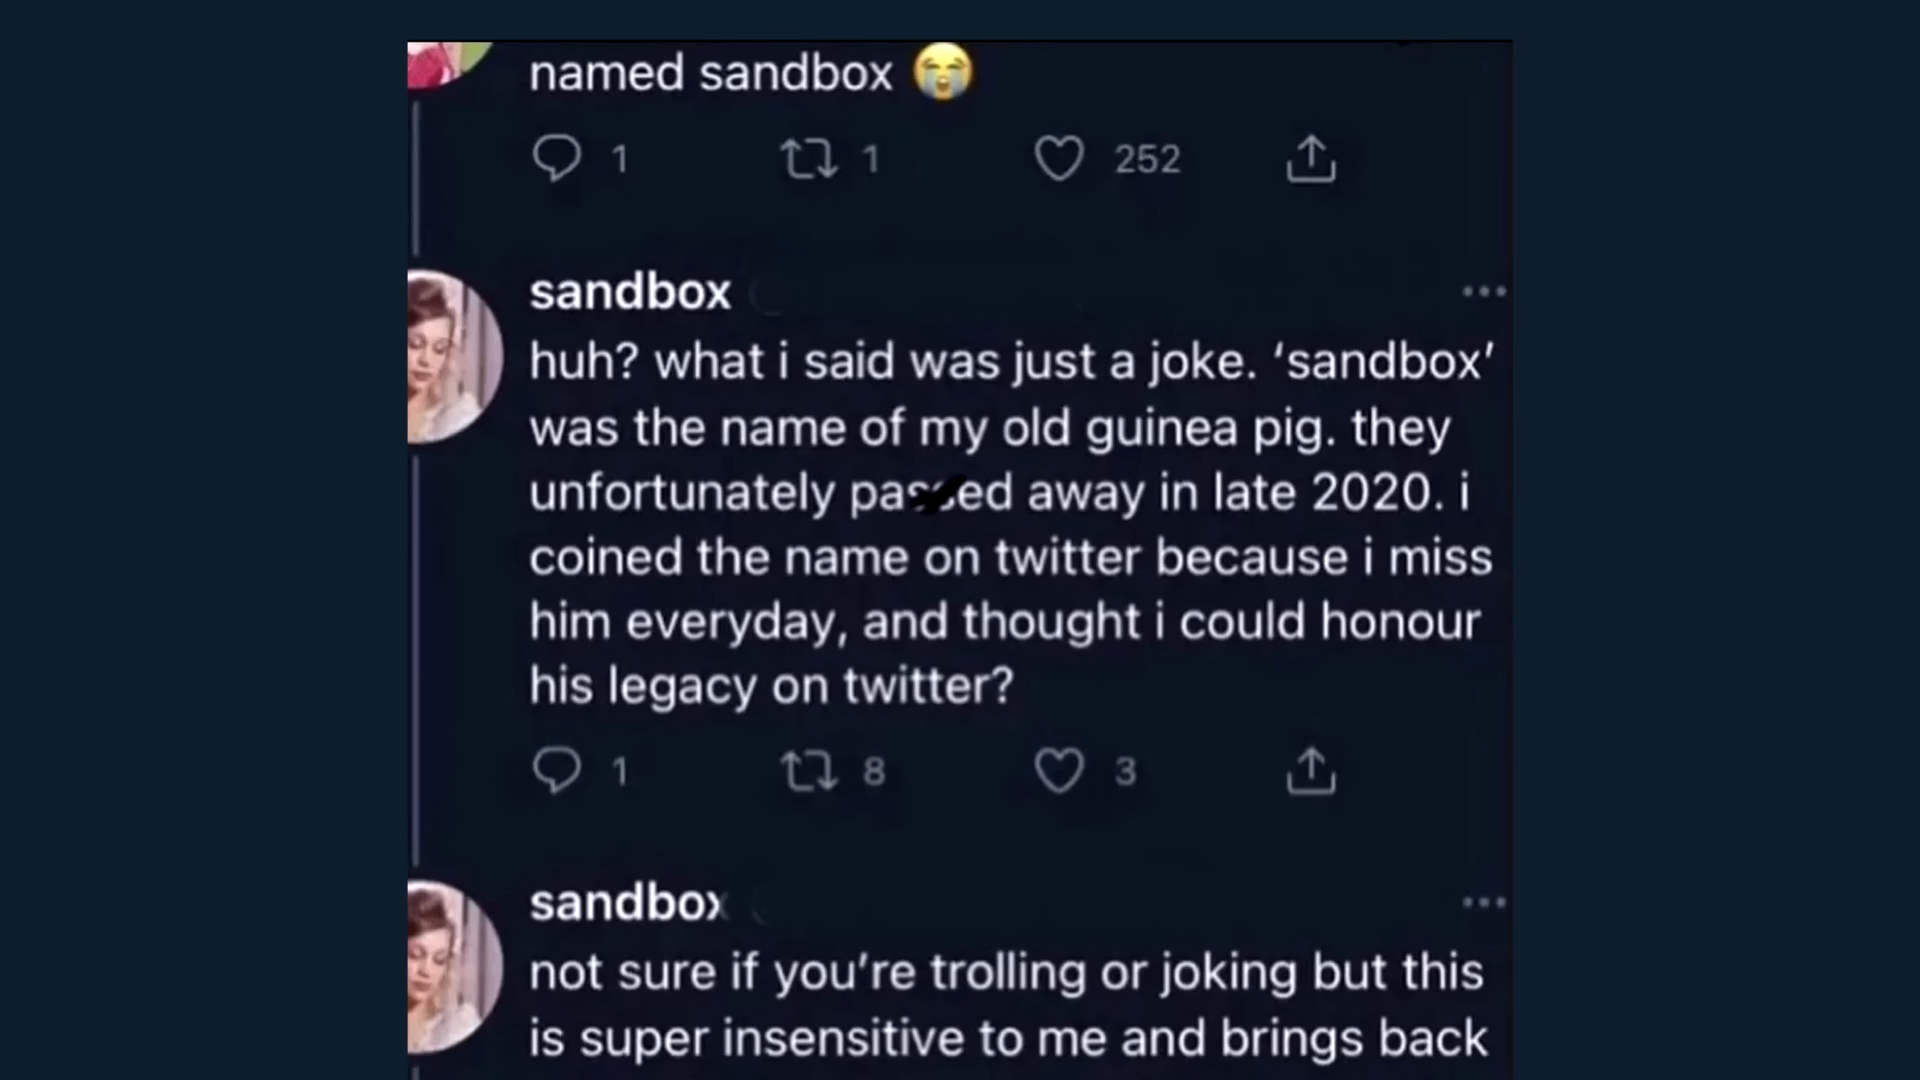 named sandbox 😭
1 1 252
sandbox
huh? what i said was just a joke. ‘sandbox’
was the name of my old guinea pig. they
unfortunately passed away in late 2020. i
coined the name on twitter because i miss
him everyday, and thought i could honour
his legacy on twitter?
1 8 3
sandbox
not sure if you’re trolling or joking but this
is super insensitive to me and brings back